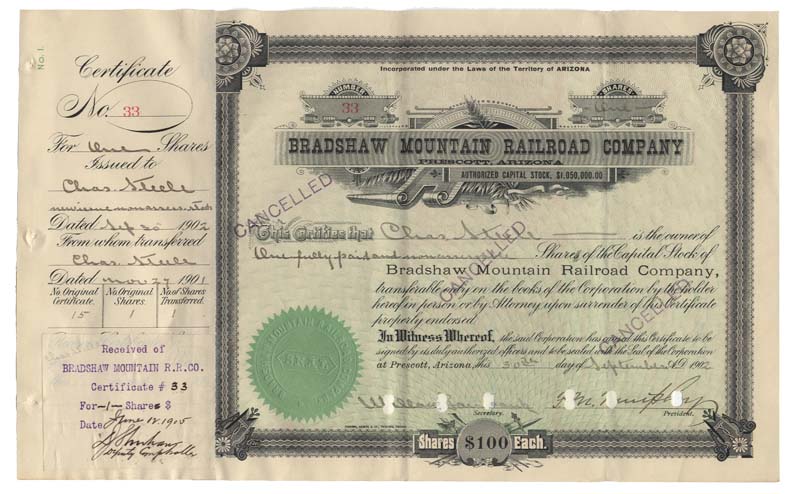 No. 1.
Certificate
No. 33
For One Shares
Issued to
Chas. Steele
Dated Sep 30 1902
From whom transferred
Chas. Steele
Dated Nov 27 1901
No. Original Certificate. No. Original Shares. No. of Shares Transferred.
15 1 1
Received of
BRADSHAW MOUNTAIN R.R.CO.
Certificate # 33
For -1- Shares $
Date June 12 1905
Deputy Comptroller
Incorporated under the Laws of the Territory of ARIZONA
NUMBER
33
SHARES
One
BRADSHAW MOUNTAIN RAILROAD COMPANY
PRESCOTT, ARIZONA
AUTHORIZED CAPITAL STOCK, $1,050,000.00
CANCELLED
This Certifies that Chas. Steele is the owner of
One fully paid and non assessable Shares of the Capital Stock of
CANCELLED
Bradshaw Mountain Railroad Company,
transferable only on the books of the Corporation by the holder
hereof in person or by Attorney upon surrender of this Certificate
properly endorsed.
CANCELLED
In Witness Whereof, the said Corporation has caused this Certificate to be
signed by its duly authorized officers and to be sealed with the Seal of the Corporation
at Prescott, Arizona, this 30th day of September AD 1902
Secretary.
President.
Shares $100 Each.